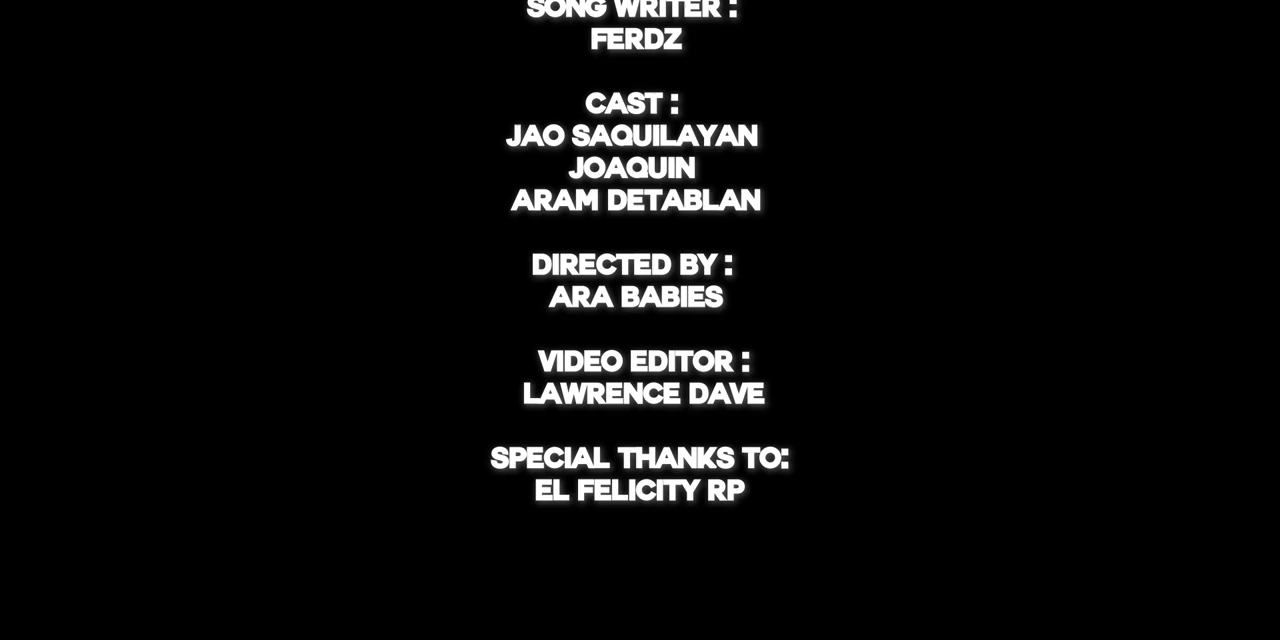 SONG WRITER :
FERDZ
CAST :
JAO SAQUILAYAN
JOAQUIN
ARAM DETABLAN
DIRECTED BY :
ARA BABIES
VIDEO EDITOR :
LAWRENCE DAVE
SPECIAL THANKS TO:
EL FELICITY RP